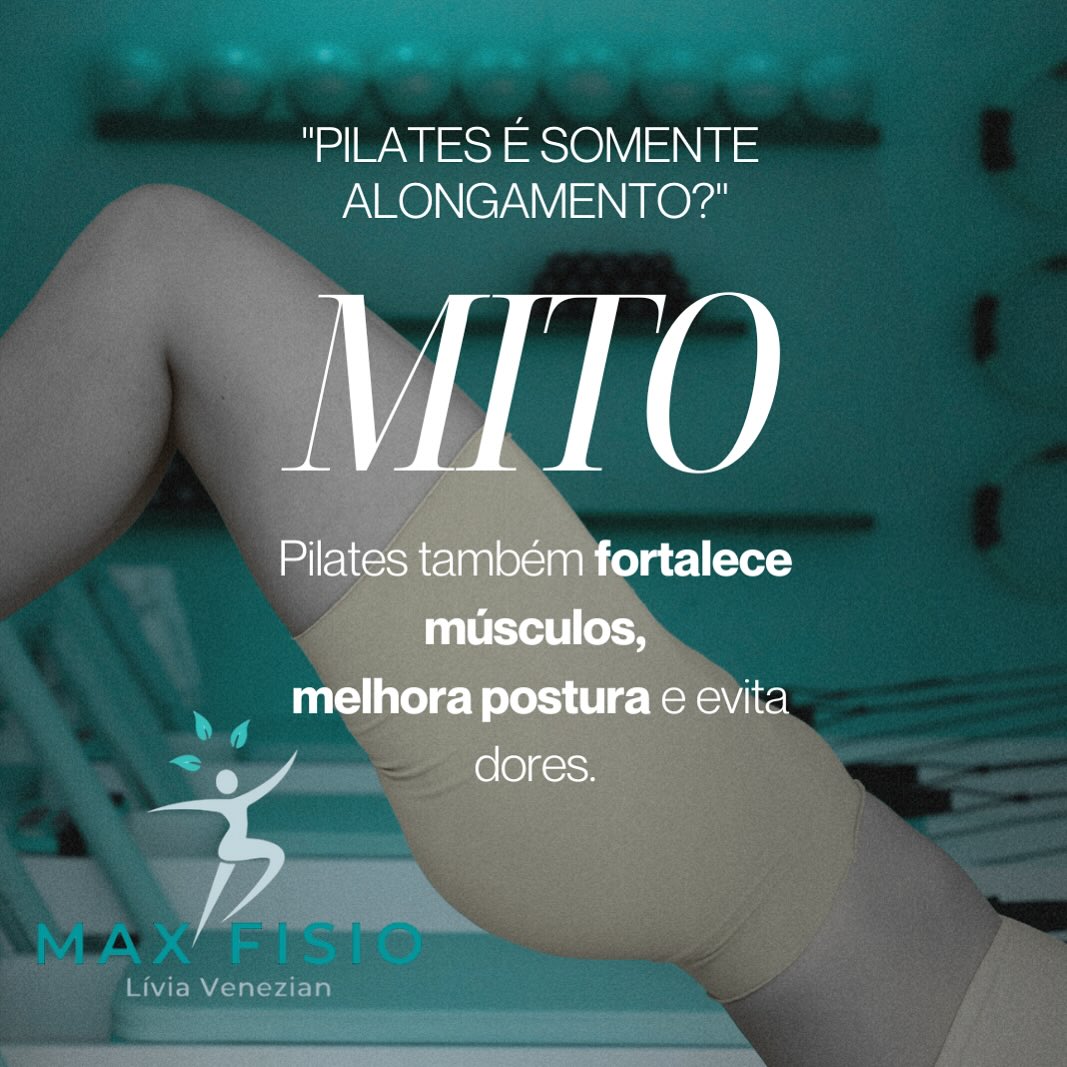 "PILATES É SOMENTE
ALONGAMENTO?"
MITO
Pilates também fortalece
músculos,
melhora postura e evita
dores.
MAX FISIO
Lívia Venezian